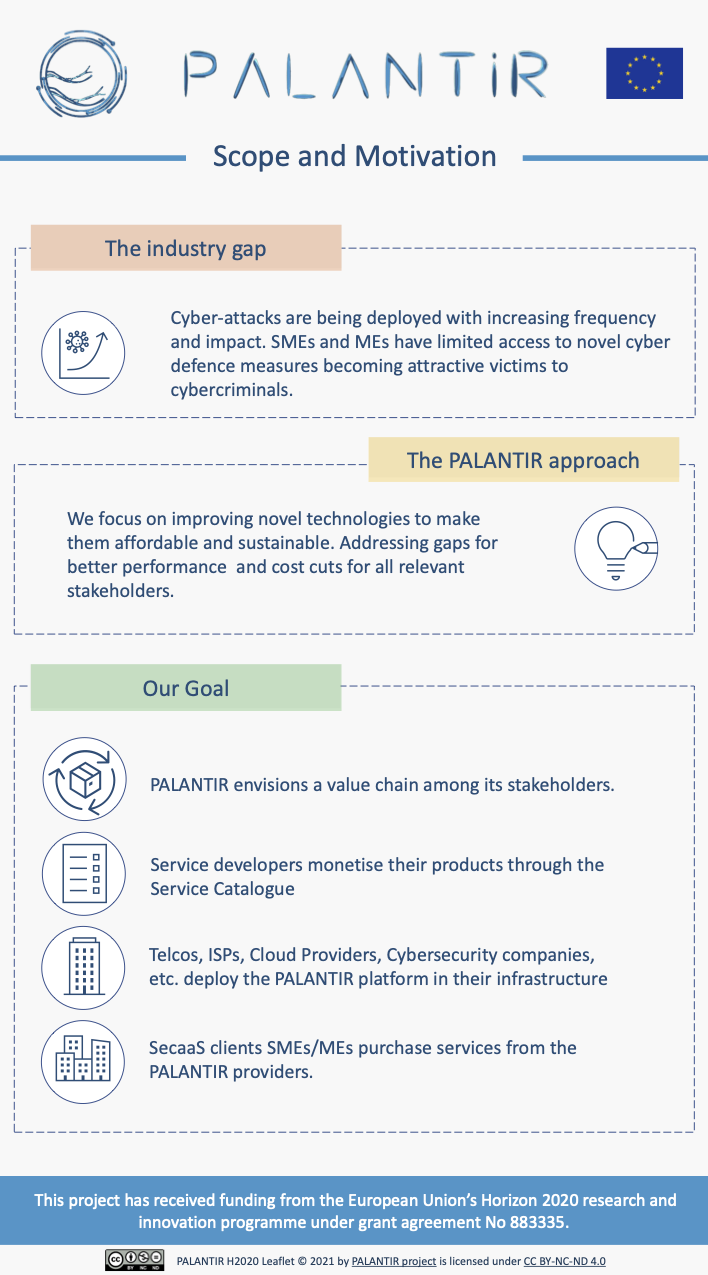 PALANTiR
Scope and Motivation
The industry gap
Cyber-attacks are being deployed with increasing frequency
and impact. SMEs and MEs have limited access to novel cyber
defence measures becoming attractive victims to
cybercriminals.
The PALANTIR approach
We focus on improving novel technologies to make
them affordable and sustainable. Addressing gaps for
better performance  and cost cuts for all relevant
stakeholders.
Our Goal
PALANTIR envisions a value chain among its stakeholders.
Service developers monetise their products through the
Service Catalogue
Telcos, ISPs, Cloud Providers, Cybersecurity companies,
etc. deploy the PALANTIR platform in their infrastructure
SecaaS clients SMEs/MEs purchase services from the
PALANTIR providers.
This project has received funding from the European Union’s Horizon 2020 research and
innovation programme under grant agreement No 883335.
cc BY NC ND
PALANTIR H2020 Leaflet © 2021 by PALANTIR project is licensed under CC BY-NC-ND 4.0